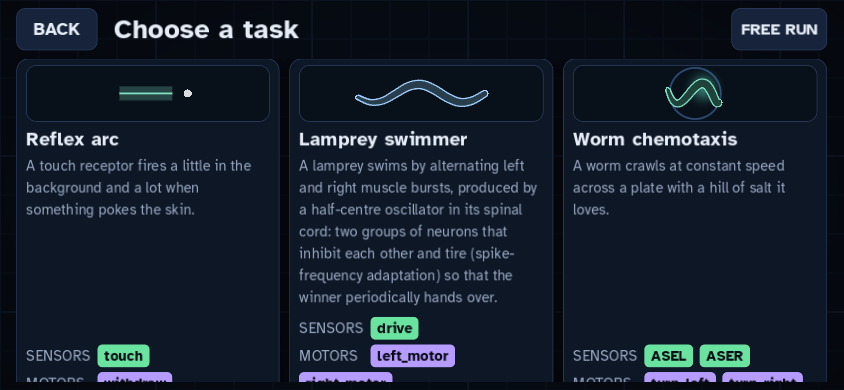 BACK
Choose a task
FREE RUN
Reflex arc
A touch receptor fires a little in the
background and a lot when
something pokes the skin.
SENSORS touch
MOTORS withdraw
Lamprey swimmer
A lamprey swims by alternating left
and right muscle bursts, produced by
a half-centre oscillator in its spinal
cord: two groups of neurons that
inhibit each other and tire (spike-
frequency adaptation) so that the
winner periodically hands over.
SENSORS drive
MOTORS left_motor
right_motor
Worm chemotaxis
A worm crawls at constant speed
across a plate with a hill of salt it
loves.
SENSORS ASEL ASER
MOTORS turn_left turn_right